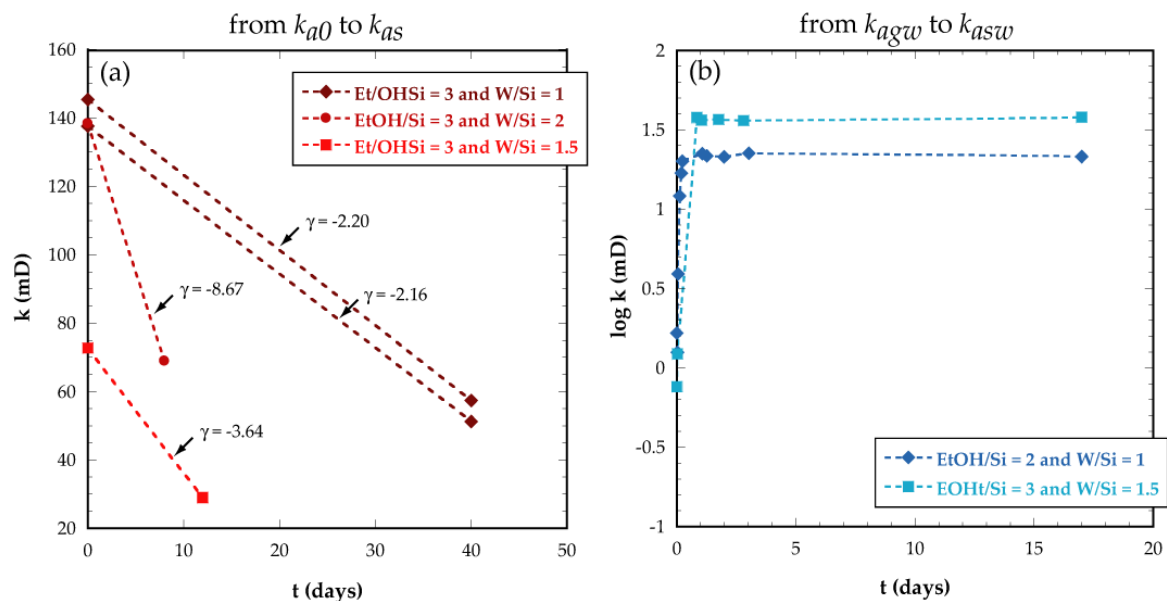 from ka0 to kas
(a)
k (mD)
160
140
120
100
80
60
40
20
Et/OHSi = 3 and W/Si = 1
EtOH/Si = 3 and W/Si = 2
Et/OHSi = 3 and W/Si = 1.5
γ = -2.20
γ = -2.16
γ = -8.67
γ = -3.64
0
10
20
30
40
50
t (days)
from kagw to kasw
(b)
log k (mD)
2
1.5
1
0.5
0
-0.5
-1
EtOH/Si = 2 and W/Si = 1
EOHt/Si = 3 and W/Si = 1.5
0
5
10
15
20
t (days)